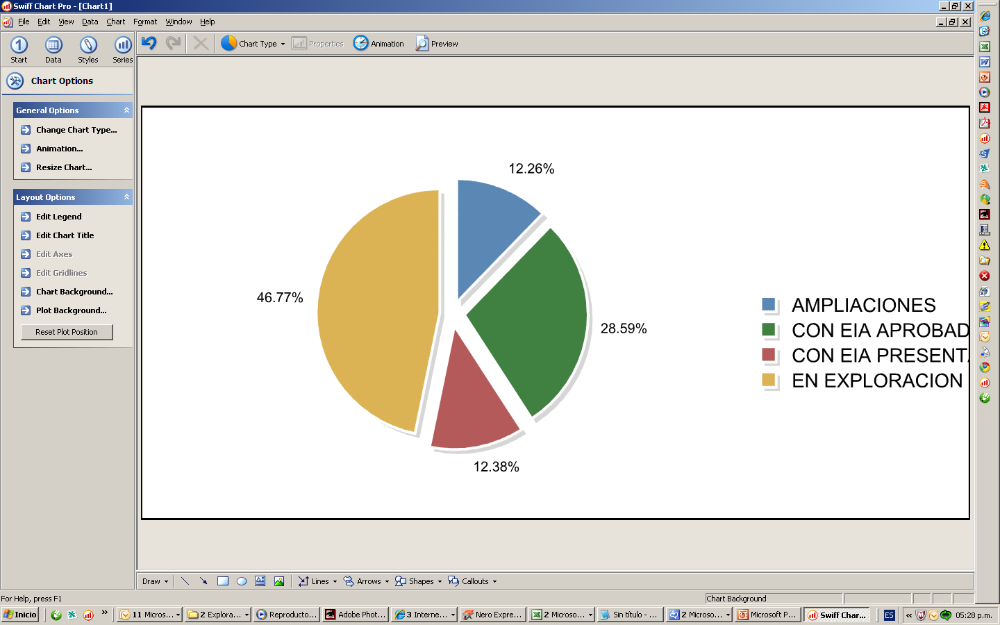 Swiff Chart Pro - [Chart1]
File Edit View Data Chart Format Window Help
1
Start Data Styles Series
Chart Type Properties Animation Preview
Chart Options
General Options
Change Chart Type...
Animation...
Resize Chart...
Layout Options
Edit Legend
Edit Chart Title
Edit Axes
Edit Gridlines
Chart Background...
Plot Background...
Reset Plot Position
12.26%
46.77%
28.59%
12.38%
AMPLIACIONES
CON EIA APROBAD
CON EIA PRESENTA
EN EXPLORACION
Draw Lines Arrows Shapes Callouts
For Help, press F1
Chart Background
Inicio » 11 Micros... 2 Explora... Reproducto... Adobe Phot... 3 Interne... Nero Expre... 2 Microso... Sin título - ... 2 Microso... Microsoft P... Swiff Char... ES « 05:28 p.m.